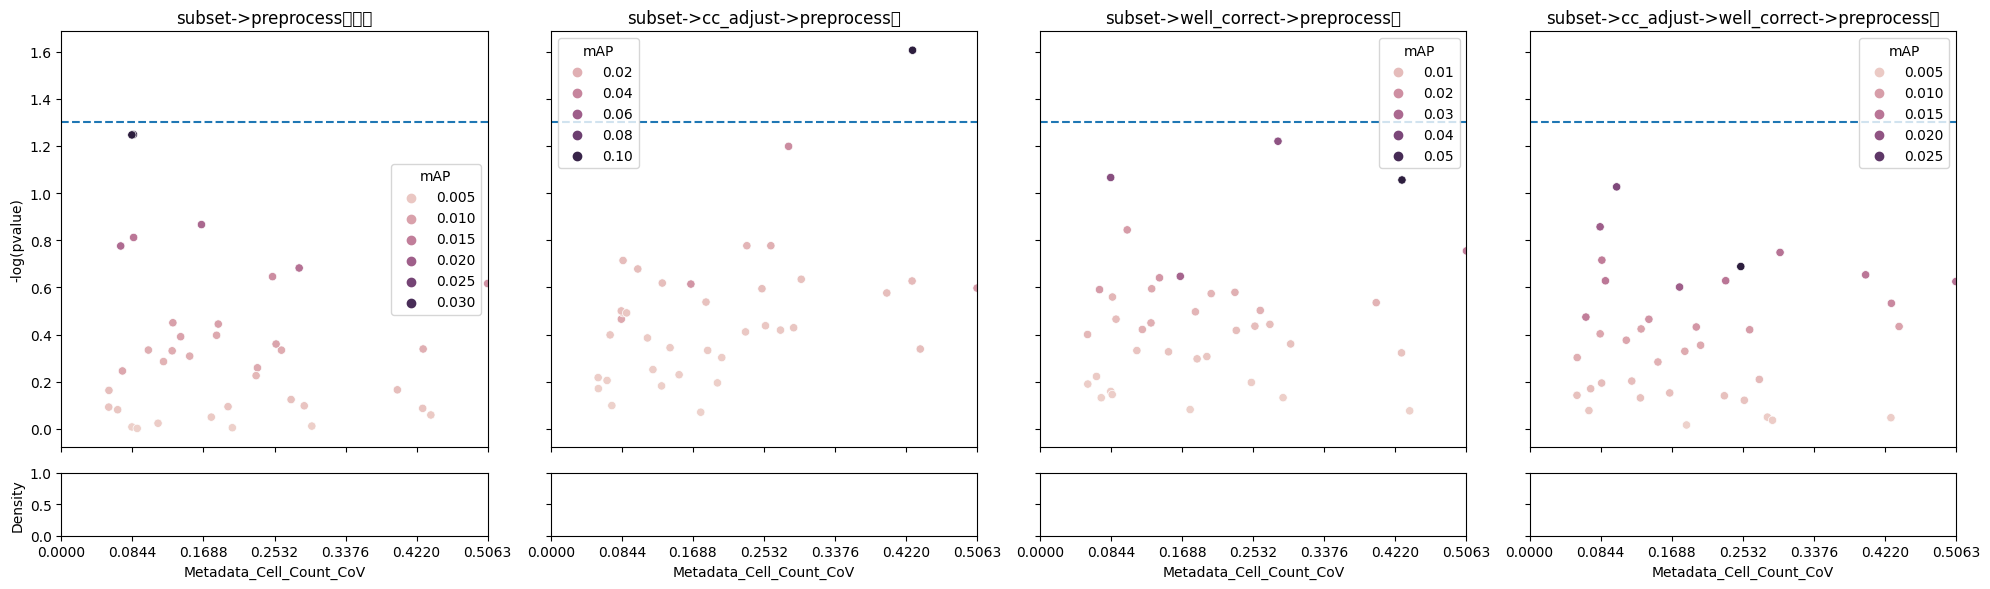 subset->preprocess
subset->cc_adjust->preprocess
subset->well_correct->preprocess
subset->cc_adjust->well_correct->preprocess
-log(pvalue)
1.6
1.4
1.2
1.0
0.8
0.6
0.4
0.2
0.0
mAP
0.005
0.010
0.015
0.020
0.025
0.030
mAP
0.02
0.04
0.06
0.08
0.10
mAP
0.01
0.02
0.03
0.04
0.05
mAP
0.005
0.010
0.015
0.020
0.025
Density
1.0
0.5
0.0
0.0000 0.0844 0.1688 0.2532 0.3376 0.4220 0.5063
Metadata_Cell_Count_CoV
0.0000 0.0844 0.1688 0.2532 0.3376 0.4220 0.5063
Metadata_Cell_Count_CoV
0.0000 0.0844 0.1688 0.2532 0.3376 0.4220 0.5063
Metadata_Cell_Count_CoV
0.0000 0.0844 0.1688 0.2532 0.3376 0.4220 0.5063
Metadata_Cell_Count_CoV